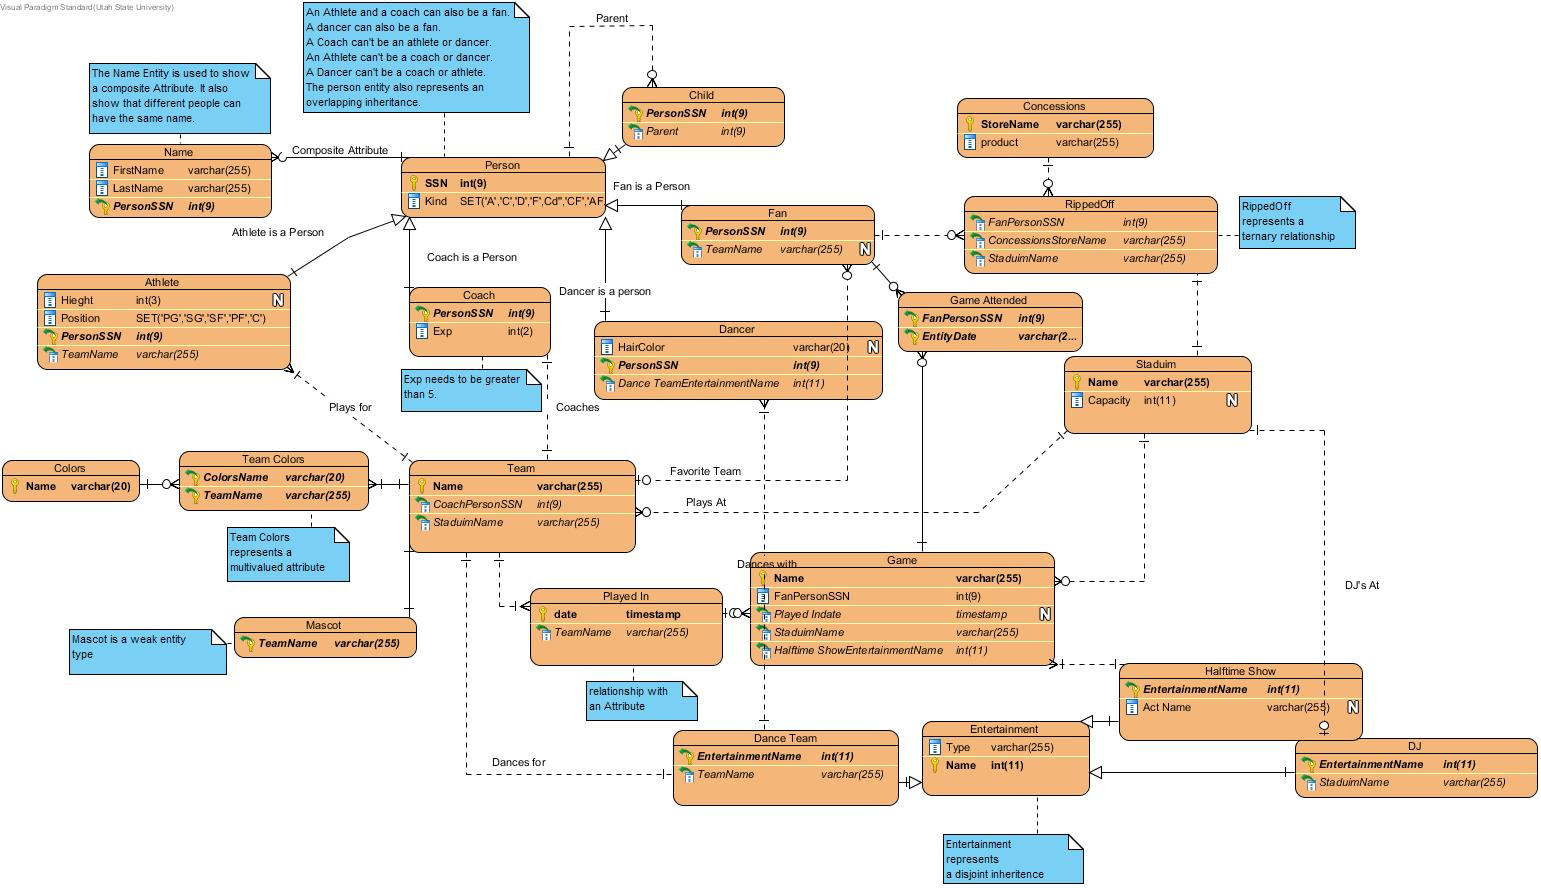 Visual Paradigm Standard(Utah State University)
An Athlete and a coach can also be a fan.
A dancer can also be a fan.
A Coach can't be an athlete or dancer.
An Athlete can't be a coach or dancer.
A Dancer can't be a coach or athlete.
The person entity also represents an
overlapping inheritance.
Parent
The Name Entity is used to show
a composite Attribute. It also
show that different people can
have the same name.
Child
PersonSSN int(9)
Parent int(9)
Concessions
StoreName varchar(255)
product varchar(255)
Name
FirstName varchar(255)
LastName varchar(255)
PersonSSN int(9)
Composite Attribute
Person
SSN int(9)
Kind SET('A','C','D','F',Cd'','CF','AF
Fan is a Person
Fan
PersonSSN int(9)
TeamName varchar(255) N
RippedOff
FanPersonSSN int(9)
ConcessionsStoreName varchar(255)
StaduimName varchar(255)
RippedOff
represents a
ternary relationship
Athlete is a Person
Coach is a Person
Dancer is a person
Athlete
Hieght int(3) N
Position SET('PG','SG','SF','PF','C')
PersonSSN int(9)
TeamName varchar(255)
Coach
PersonSSN int(9)
Exp int(2)
Game Attended
FanPersonSSN int(9)
EntityDate varchar(2...
Dancer
HairColor varchar(20) N
PersonSSN int(9)
Dance TeamEntertainmentName int(11)
Staduim
Name varchar(255)
Capacity int(11) N
Exp needs to be greater
than 5.
Plays for
Coaches
Colors
Name varchar(20)
Team Colors
ColorsName varchar(20)
TeamName varchar(255)
Team
Name varchar(255)
CoachPersonSSN int(9)
StaduimName varchar(255)
Favorite Team
Plays At
Team Colors
represents a
multivalued attribute
Dances with
Game
Name varchar(255)
FanPersonSSN int(9)
Played Indate timestamp N
StaduimName varchar(255)
Halftime ShowEntertainmentName int(11)
DJ's At
Played In
date timestamp
TeamName varchar(255)
Mascot
TeamName varchar(255)
Mascot is a weak entity
type
relationship with
an Attribute
Halftime Show
EntertainmentName int(11)
Act Name varchar(255) N
Entertainment
Type varchar(255)
Name int(11)
Dance Team
EntertainmentName int(11)
TeamName varchar(255)
Dances for
DJ
EntertainmentName int(11)
StaduimName varchar(255)
Entertainment
represents
a disjoint inheritence